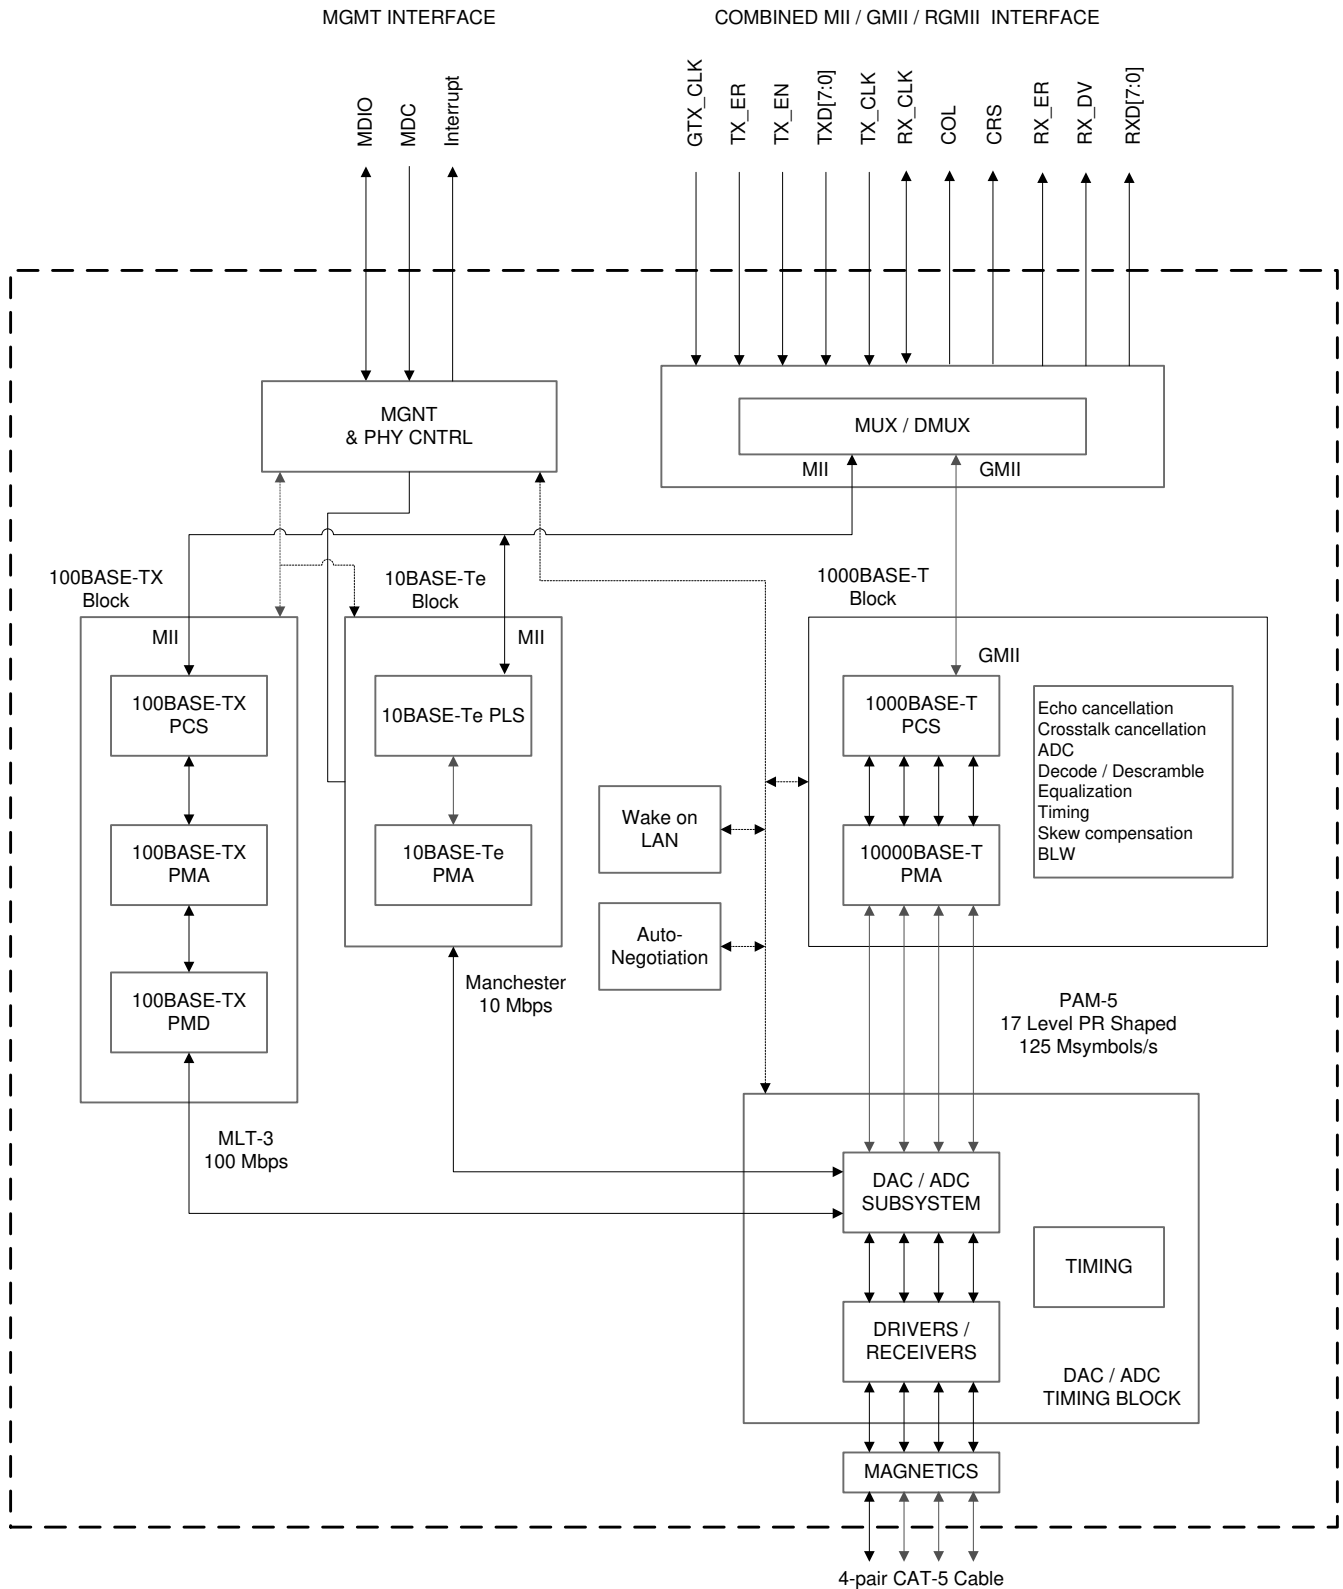 MGMT INTERFACE
COMBINED MII / GMII / RGMII INTERFACE
MDIO
MDC
Interrupt
GTX_CLK
TX_ER
TX_EN
TXD[7:0]
TX_CLK
RX_CLK
COL
CRS
RX_ER
RX_DV
RXD[7:0]
MGNT
& PHY CNTRL
MUX / DMUX
MII
GMII
100BASE-TX
Block
10BASE-Te
Block
1000BASE-T
Block
MII
MII
GMII
100BASE-TX
PCS
10BASE-Te PLS
1000BASE-T
PCS
Echo cancellation
Crosstalk cancellation
ADC
Decode / Descramble
Equalization
Timing
Skew compensation
BLW
Wake on
LAN
100BASE-TX
PMA
10BASE-Te
PMA
10000BASE-T
PMA
Auto-
Negotiation
100BASE-TX
PMD
Manchester
10 Mbps
PAM-5
17 Level PR Shaped
125 Msymbols/s
MLT-3
100 Mbps
DAC / ADC
SUBSYSTEM
TIMING
DRIVERS /
RECEIVERS
DAC / ADC
TIMING BLOCK
MAGNETICS
4-pair CAT-5 Cable